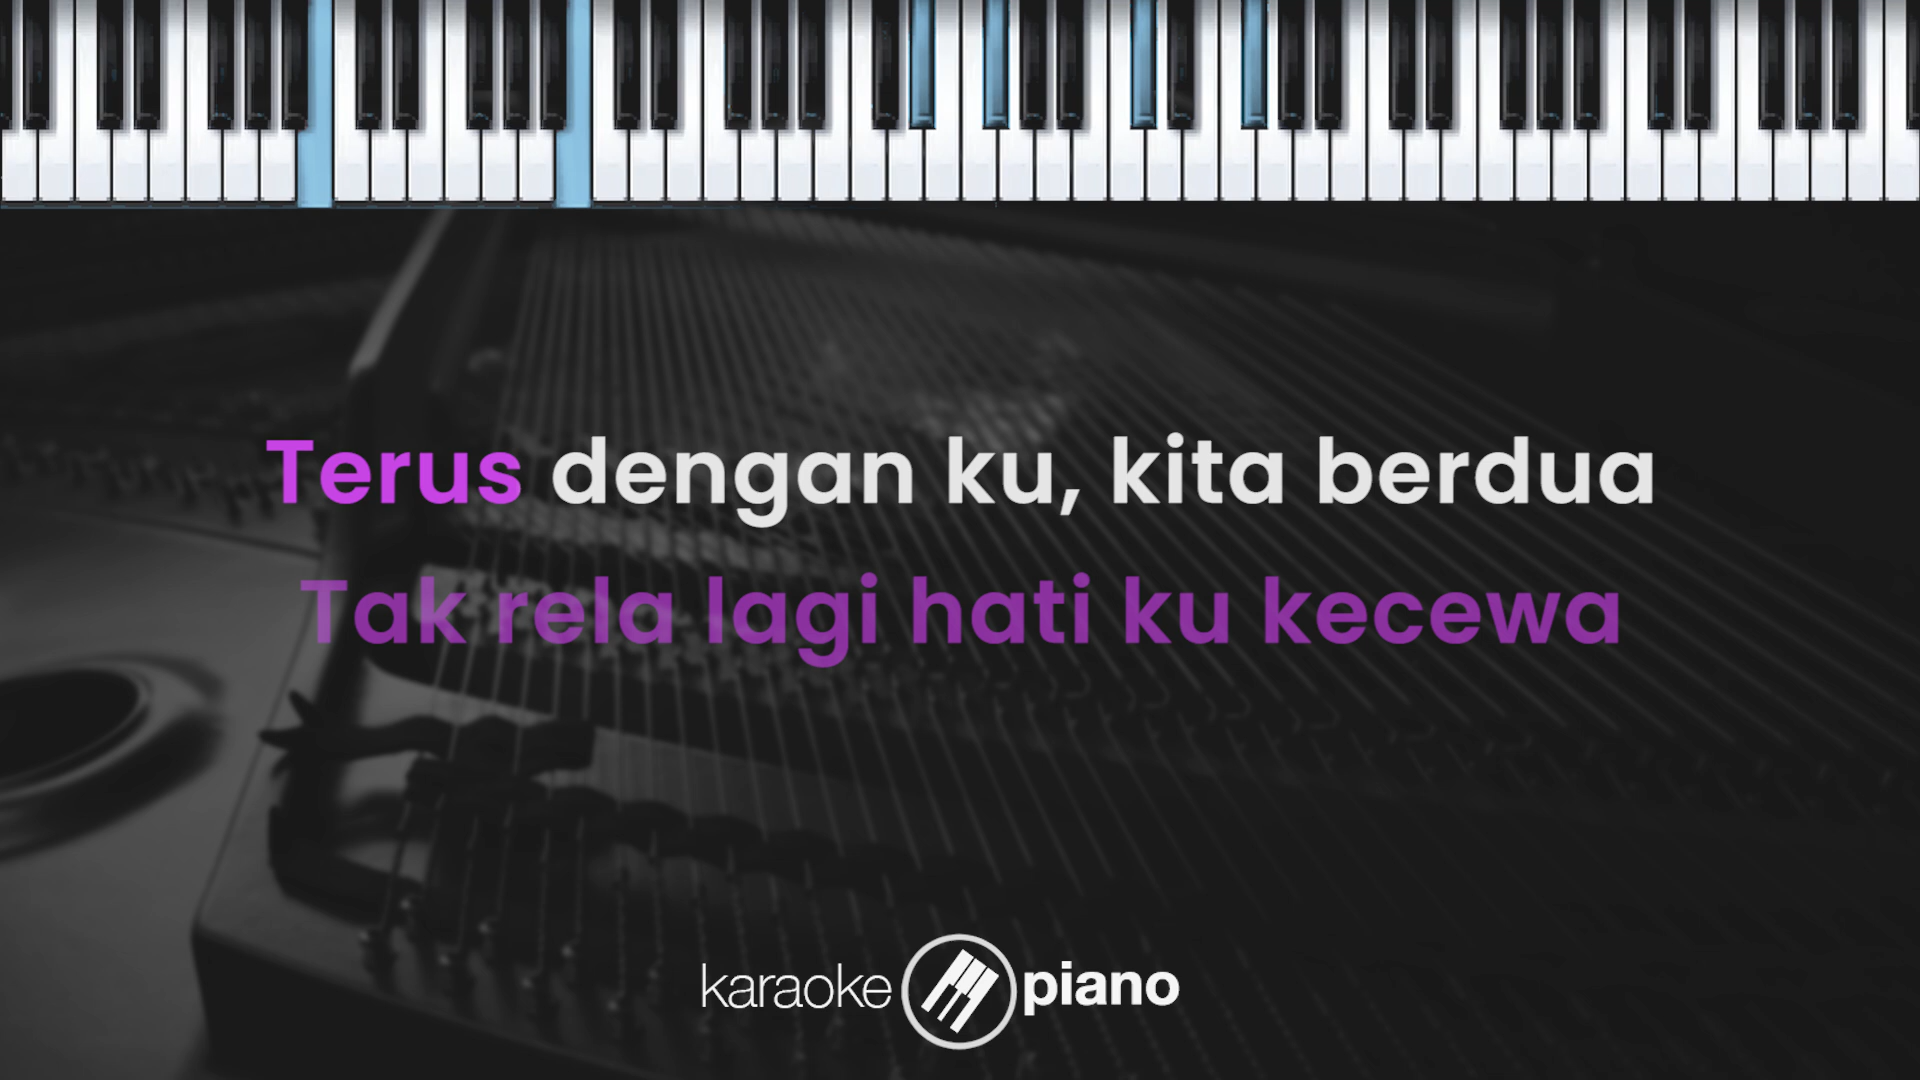 Terus dengan ku, kita berdua
Tak rela lagi hati ku kecewa
karaoke piano